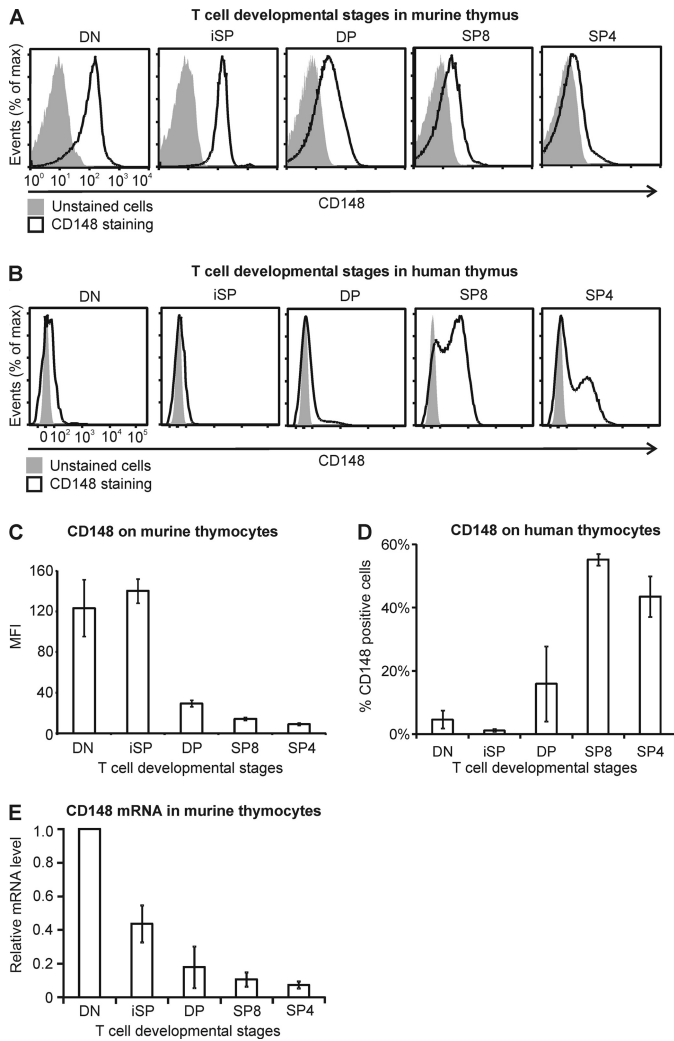 A T cell developmental stages in murine thymus
DN iSP DP SP8 SP4
Events (% of max)
10⁰ 10¹ 10² 10³ 10⁴
CD148
Unstained cells
CD148 staining
B T cell developmental stages in human thymus
DN iSP DP SP8 SP4
Events (% of max)
0 10² 10³ 10⁴ 10⁵
CD148
Unstained cells
CD148 staining
C CD148 on murine thymocytes
160
120
80
40
0
MFI
DN iSP DP SP8 SP4
T cell developmental stages
D CD148 on human thymocytes
60%
40%
20%
0%
% CD148 positive cells
DN iSP DP SP8 SP4
T cell developmental stages
E CD148 mRNA in murine thymocytes
1.0
0.8
0.6
0.4
0.2
0
Relative mRNA level
DN iSP DP SP8 SP4
T cell developmental stages